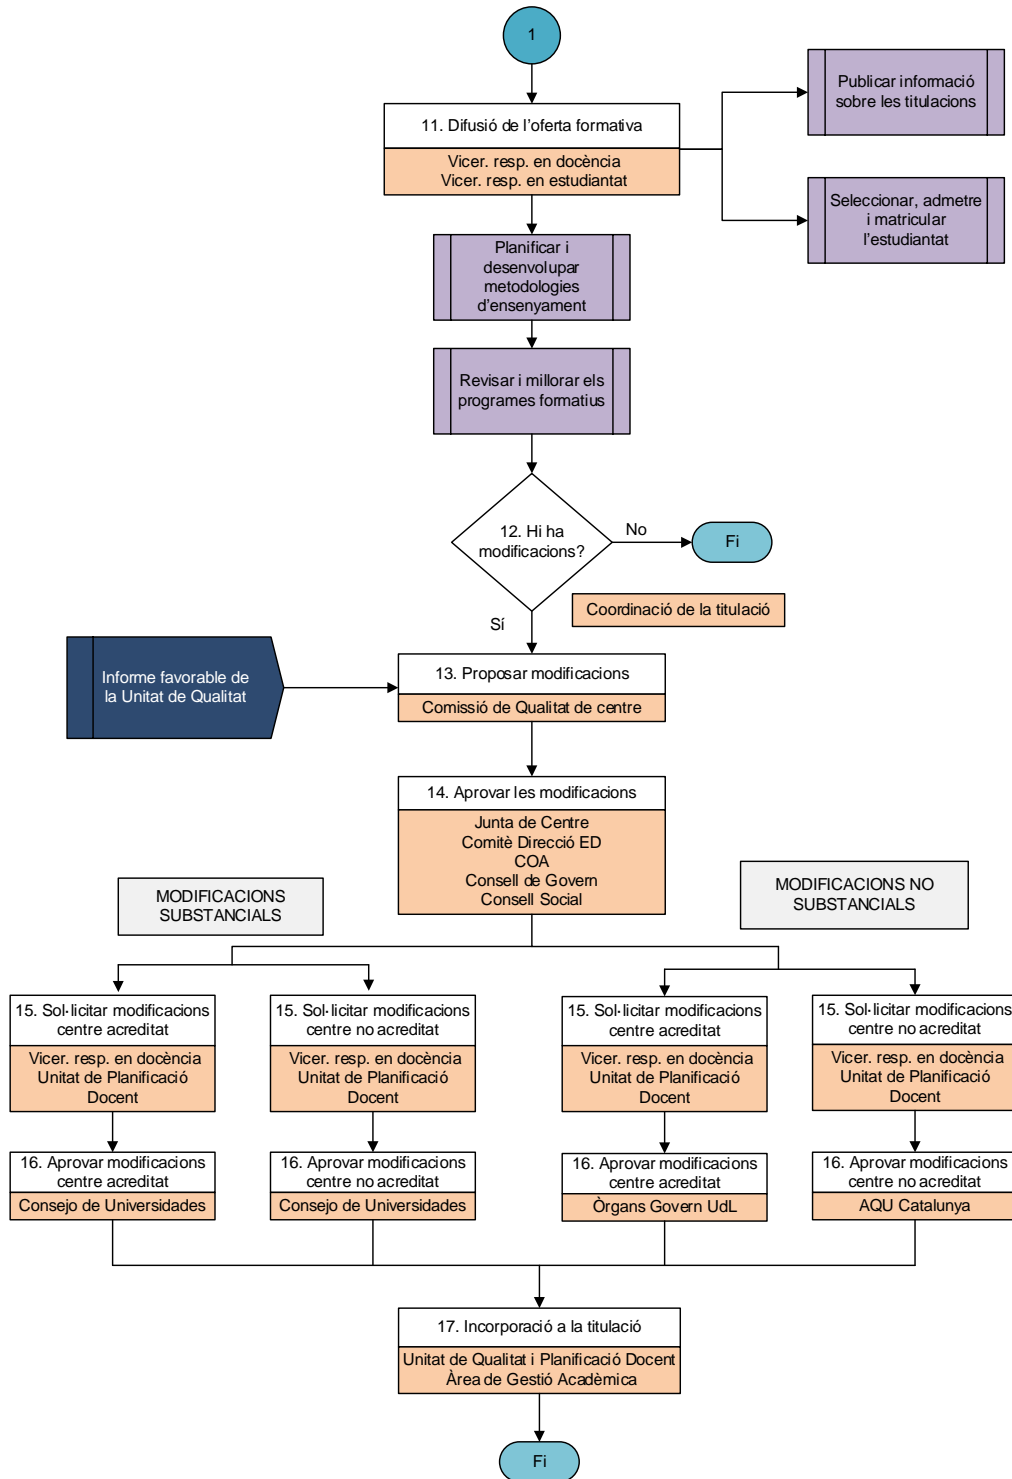 1
Publicar informació
sobre les titulacions
11. Difusió de l'oferta formativa
Vicer. resp. en docència
Vicer. resp. en estudiantat
Seleccionar, admetre
i matricular
l'estudiantat
Planificar i
desenvolupar
metodologies
d'ensenyament
Revisar i millorar els
programes formatius
12. Hi ha
modificacions?
No
Fi
Coordinació de la titulació
Sí
Informe favorable de
la Unitat de Qualitat
13. Proposar modificacions
Comissió de Qualitat de centre
14. Aprovar les modificacions
Junta de Centre
Comitè Direcció ED
COA
Consell de Govern
Consell Social
MODIFICACIONS
SUBSTANCIALS
MODIFICACIONS NO
SUBSTANCIALS
15. Sol·licitar modificacions
centre acreditat
Vicer. resp. en docència
Unitat de Planificació
Docent
15. Sol·licitar modificacions
centre no acreditat
Vicer. resp. en docència
Unitat de Planificació
Docent
15. Sol·licitar modificacions
centre acreditat
Vicer. resp. en docència
Unitat de Planificació
Docent
15. Sol·licitar modificacions
centre no acreditat
Vicer. resp. en docència
Unitat de Planificació
Docent
16. Aprovar modificacions
centre acreditat
Consejo de Universidades
16. Aprovar modificacions
centre no acreditat
Consejo de Universidades
16. Aprovar modificacions
centre acreditat
Òrgans Govern UdL
16. Aprovar modificacions
centre no acreditat
AQU Catalunya
17. Incorporació a la titulació
Unitat de Qualitat i Planificació Docent
Àrea de Gestió Acadèmica
Fi